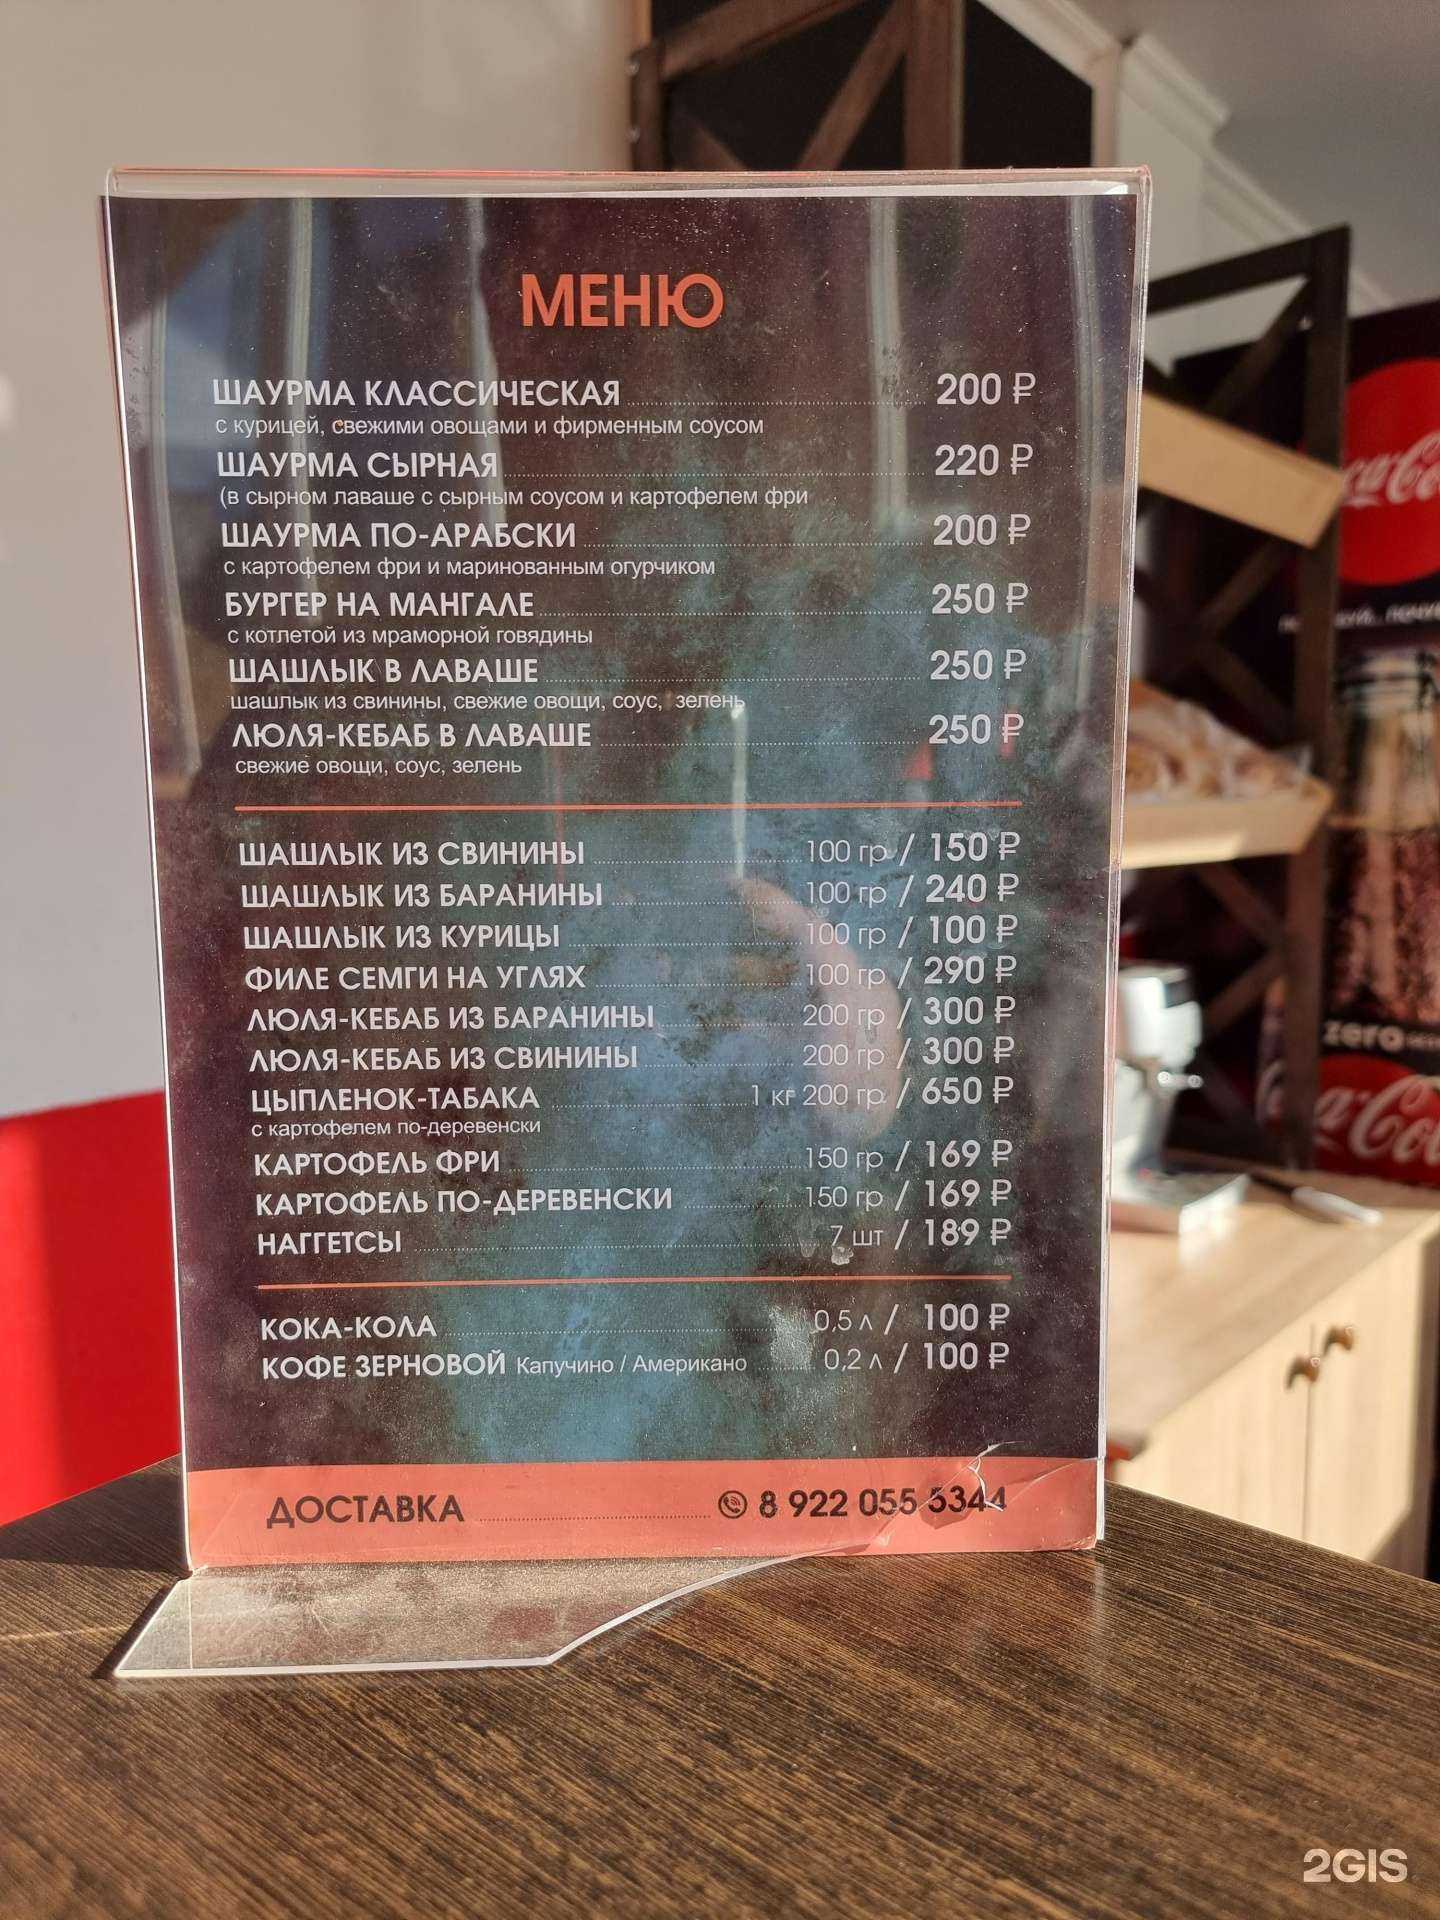 МЕНЮ
ШАУРМА КЛАССИЧЕСКАЯ 200 ₽
с курицей, свежими овощами и фирменным соусом
ШАУРМА СЫРНАЯ 220 ₽
(в сырном лаваше с сырным соусом и картофелем фри
ШАУРМА ПО-АРАБСКИ 200 ₽
с картофелем фри и маринованным огурчиком
БУРГЕР НА МАНГАЛЕ 250 ₽
с котлетой из мраморной говядины
ШАШЛЫК В ЛАВАШЕ 250 ₽
шашлык из свинины, свежие овощи, соус, зелень
ЛЮЛЯ-КЕБАБ В ЛАВАШЕ 250 ₽
свежие овощи, соус, зелень
ШАШЛЫК ИЗ СВИНИНЫ 100 гр / 150 ₽
ШАШЛЫК ИЗ БАРАНИНЫ 100 гр / 240 ₽
ШАШЛЫК ИЗ КУРИЦЫ 100 гр / 100 ₽
ФИЛЕ СЕМГИ НА УГЛЯХ 100 гр / 290 ₽
ЛЮЛЯ-КЕБАБ ИЗ БАРАНИНЫ 200 гр / 300 ₽
ЛЮЛЯ-КЕБАБ ИЗ СВИНИНЫ 200 гр / 300 ₽
ЦЫПЛЕНОК-ТАБАКА 1 кг 200 гр / 650 ₽
с картофелем по-деревенски
КАРТОФЕЛЬ ФРИ 150 гр / 169 ₽
КАРТОФЕЛЬ ПО-ДЕРЕВЕНСКИ 150 гр / 169 ₽
НАГГЕТСЫ 7 шт / 189 ₽
КОКА-КОЛА 0,5 л / 100 ₽
КОФЕ ЗЕРНОВОЙ Капучино / Американо 0,2 л / 100 ₽
ДОСТАВКА 8 922 055 5344
zero
2GIS